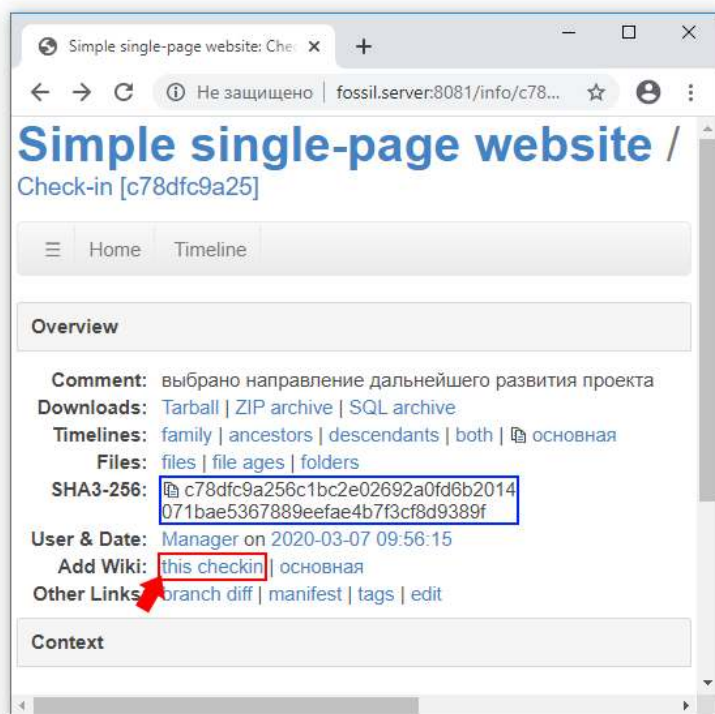 Simple single-page website: Chec
Не защищено | fossil.server:8081/info/c78...
Simple single-page website /
Check-in [c78dfc9a25]
☰ Home Timeline
Overview
Comment: выбрано направление дальнейшего развития проекта
Downloads: Tarball | ZIP archive | SQL archive
Timelines: family | ancestors | descendants | both | основная
Files: files | file ages | folders
SHA3-256: c78dfc9a256c1bc2e02692a0fd6b2014
071bae5367889eefae4b7f3cf8d9389f
User & Date: Manager on 2020-03-07 09:56:15
Add Wiki: this checkin | основная
Other Links: branch diff | manifest | tags | edit
Context